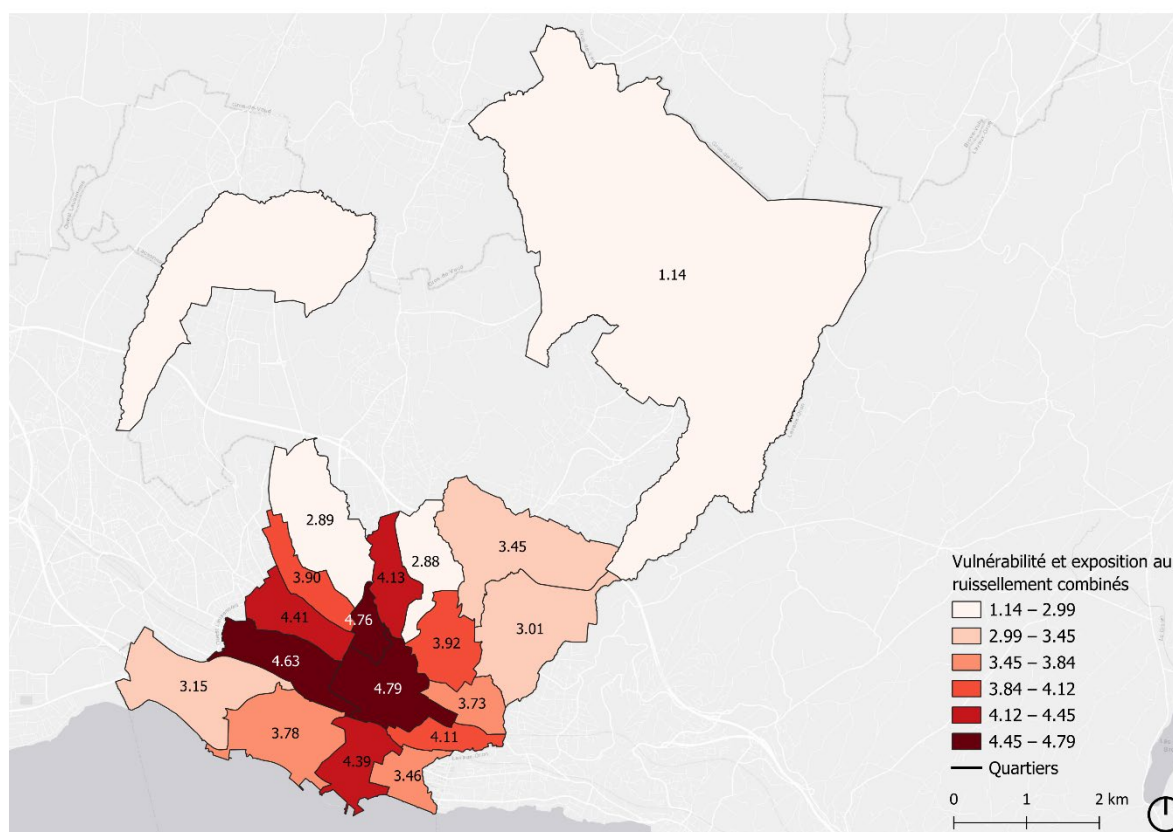 1.14
2.89
2.88
3.45
3.90
4.13
4.41
4.76
3.92
3.01
4.63
4.79
3.15
3.73
3.78
4.11
4.39
3.46
Vulnérabilité et exposition au
ruissellement combinés
1.14 – 2.99
2.99 – 3.45
3.45 – 3.84
3.84 – 4.12
4.12 – 4.45
4.45 – 4.79
Quartiers
0 1 2 km